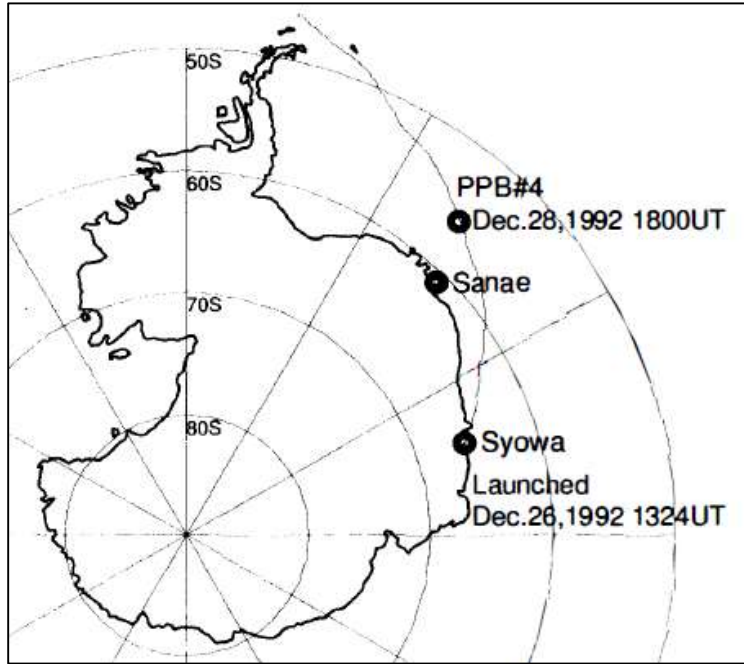 50S
60S
PPB#4
Dec.28,1992 1800UT
Sanae
70S
80S
Syowa
Launched
Dec.26,1992 1324UT